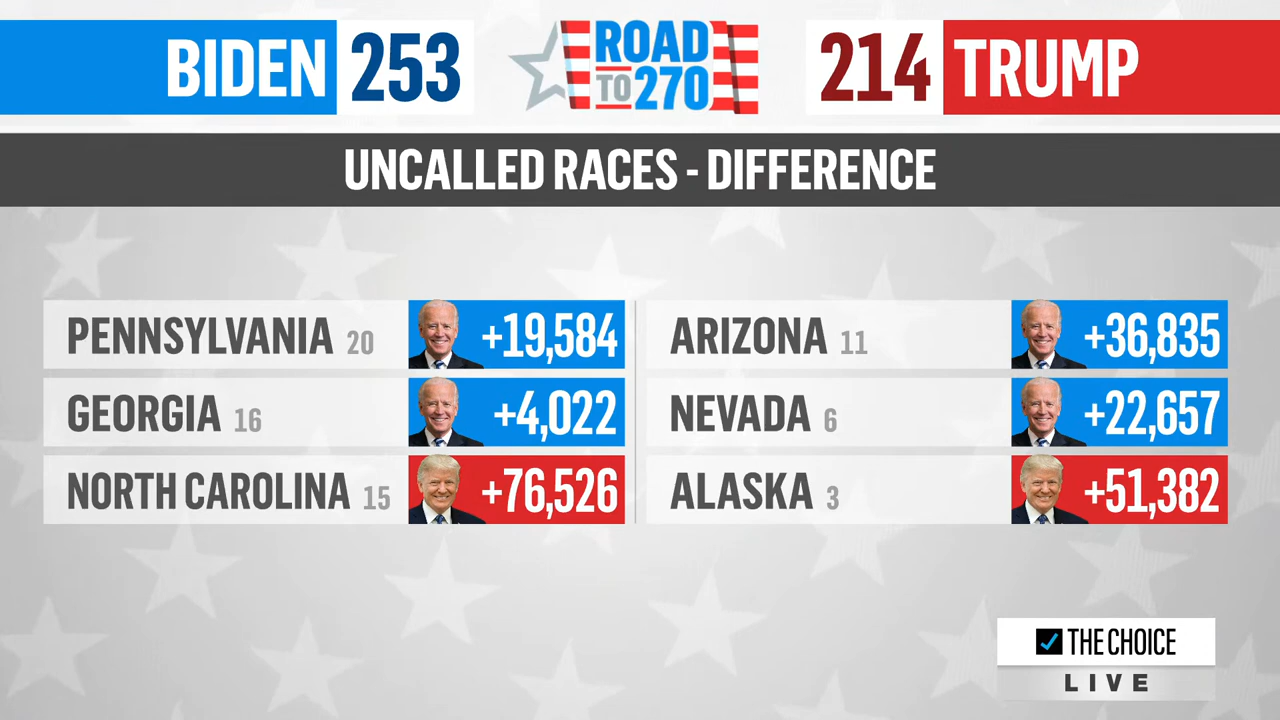 BIDEN 253 ROAD TO 270 214 TRUMP
UNCALLED RACES - DIFFERENCE
PENNSYLVANIA 20 +19,584
GEORGIA 16 +4,022
NORTH CAROLINA 15 +76,526
ARIZONA 11 +36,835
NEVADA 6 +22,657
ALASKA 3 +51,382
THE CHOICE
LIVE